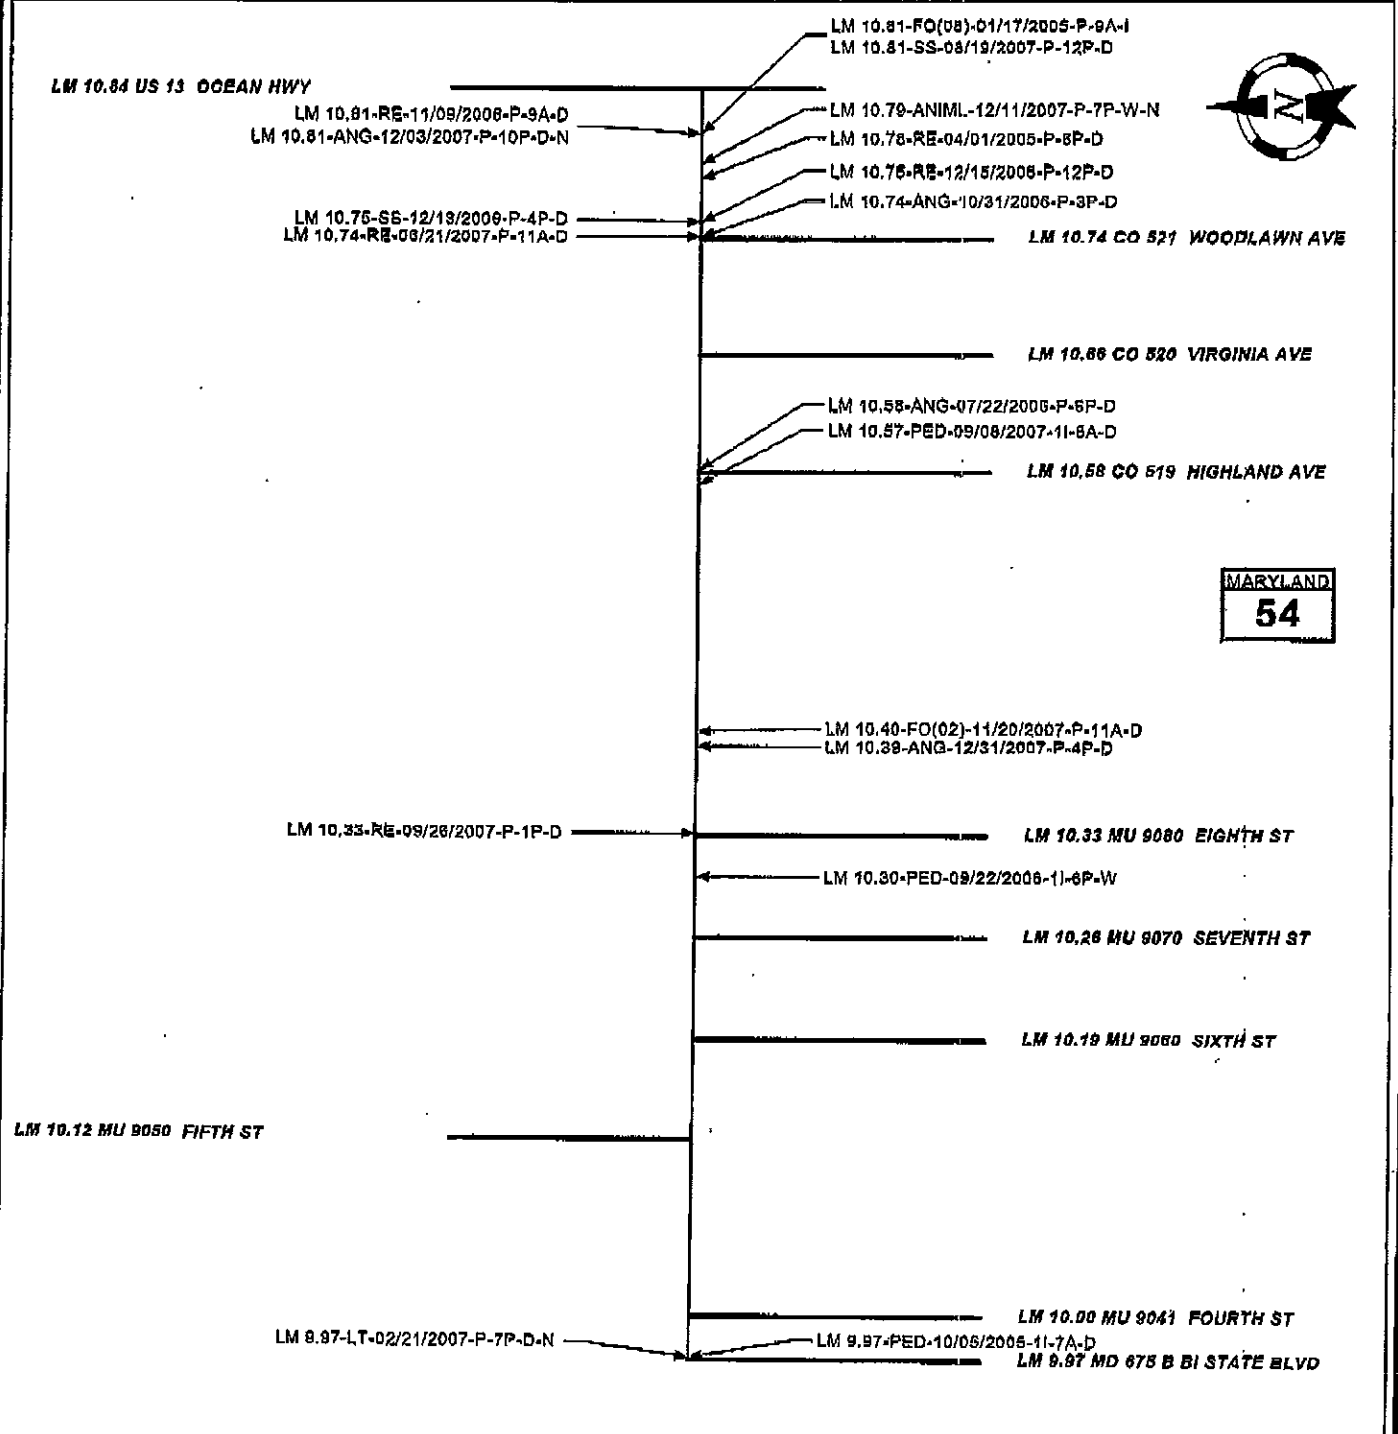 LM 10.81-FO(08)-01/17/2005-P-9A-I
LM 10.81-SS-08/19/2007-P-12P-D
LM 10.84 US 13 OCEAN HWY
LM 10.81-RE-11/09/2006-P-9A-D
LM 10.81-ANG-12/03/2007-P-10P-D-N
LM 10.79-ANIML-12/11/2007-P-7P-W-N
LM 10.78-RE-04/01/2005-P-6P-D
LM 10.75-RE-12/15/2006-P-12P-D
LM 10.74-ANG-10/31/2006-P-3P-D
LM 10.75-SS-12/13/2006-P-4P-D
LM 10.74-RE-06/21/2007-P-11A-D
LM 10.74 CO 521 WOODLAWN AVE
LM 10.66 CO 520 VIRGINIA AVE
LM 10.58-ANG-07/22/2006-P-6P-D
LM 10.57-PED-09/08/2007-1I-6A-D
LM 10.58 CO 519 HIGHLAND AVE
MARYLAND
54
N
LM 10.40-FO(02)-11/20/2007-P-11A-D
LM 10.39-ANG-12/31/2007-P-4P-D
LM 10.33-RE-09/26/2007-P-1P-D
LM 10.33 MU 9080 EIGHTH ST
LM 10.30-PED-09/22/2006-1I-6P-W
LM 10.26 MU 9070 SEVENTH ST
LM 10.19 MU 9060 SIXTH ST
LM 10.12 MU 9050 FIFTH ST
LM 10.00 MU 9041 FOURTH ST
LM 9.97-LT-02/21/2007-P-7P-D-N
LM 9.97-PED-10/05/2005-1I-7A-D
LM 9.97 MD 675 B BI STATE BLVD